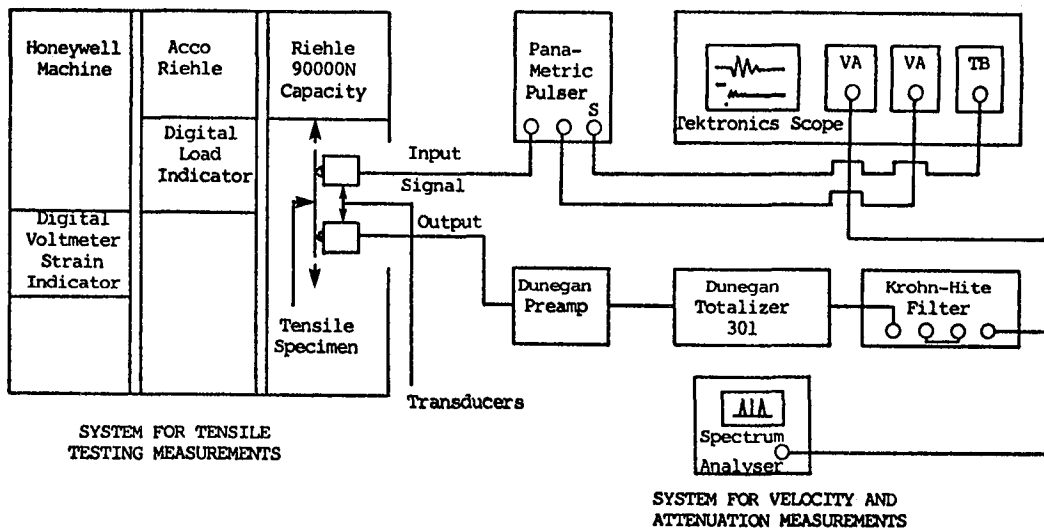 Honeywell
Machine
Acco
Riehle
Riehle
90000N
Capacity
Digital
Load
Indicator
Digital
Voltmeter
Strain
Indicator
Input
Signal
Output
Tensile
Specimen
Transducers
SYSTEM FOR TENSILE
TESTING MEASUREMENTS
Pana-
Metric
Pulser
S
VA
VA
TB
Tektronics Scope
Dunegan
Preamp
Dunegan
Totalizer
301
Krohn-Hite
Filter
Spectrum
Analyser
SYSTEM FOR VELOCITY AND
ATTENUATION MEASUREMENTS